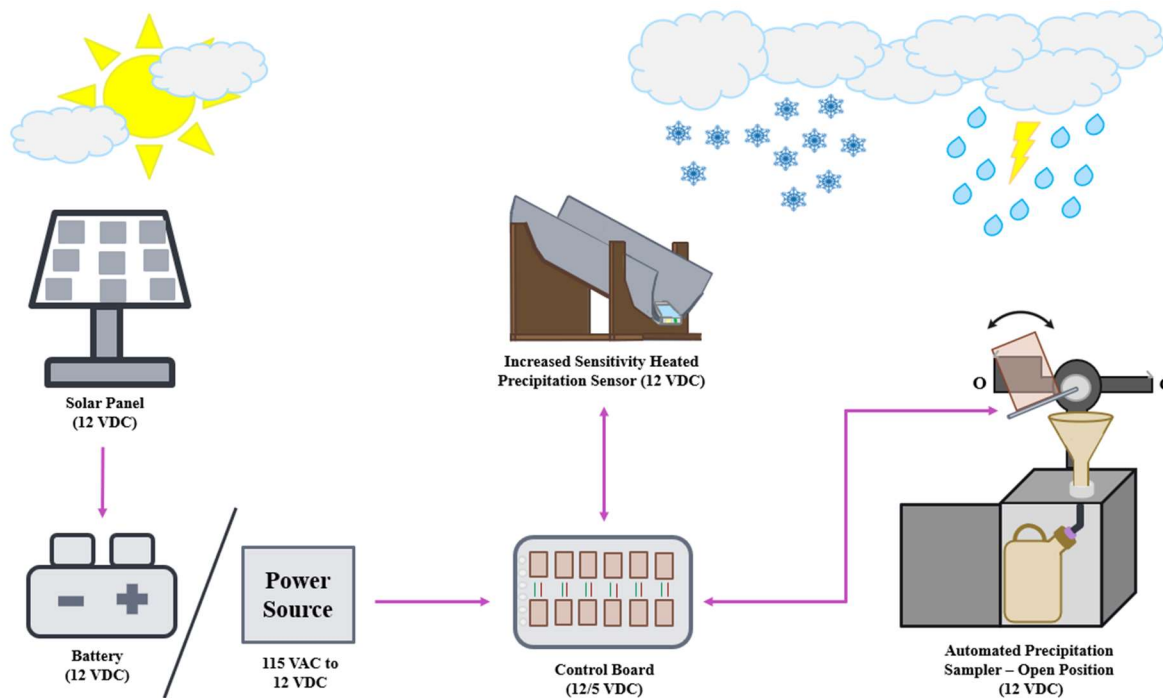 Solar Panel
(12 VDC)
Increased Sensitivity Heated
Precipitation Sensor (12 VDC)
O
Power
Source
Battery
(12 VDC)
115 VAC to
12 VDC
Control Board
(12/5 VDC)
Automated Precipitation
Sampler – Open Position
(12 VDC)